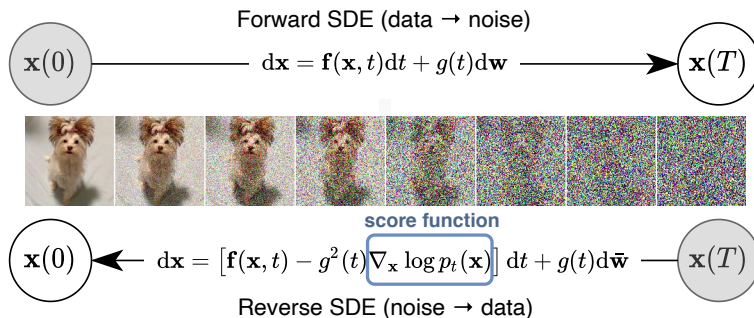 Forward SDE (data → noise)
x(0) dx = f(x, t)dt + g(t)dw x(T)
score function
x(0) dx = [f(x, t) − g²(t)∇ₓ log pₜ(x)] dt + g(t)dw̄ x(T)
Reverse SDE (noise → data)